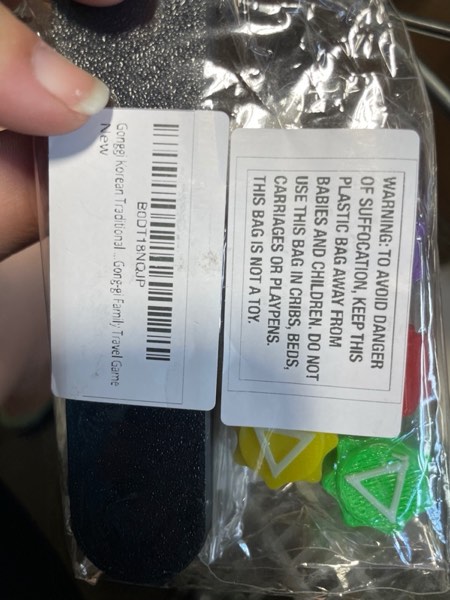 B0DT18NQJP
Gonggi Korean Traditional ... Gong-gi Family Travel Game
New
WARNING: TO AVOID DANGER
OF SUFFOCATION, KEEP THIS
PLASTIC BAG AWAY FROM
BABIES AND CHILDREN. DO NOT
USE THIS BAG IN CRIBS, BEDS,
CARRIAGES OR PLAYPENS.
THIS BAG IS NOT A TOY.